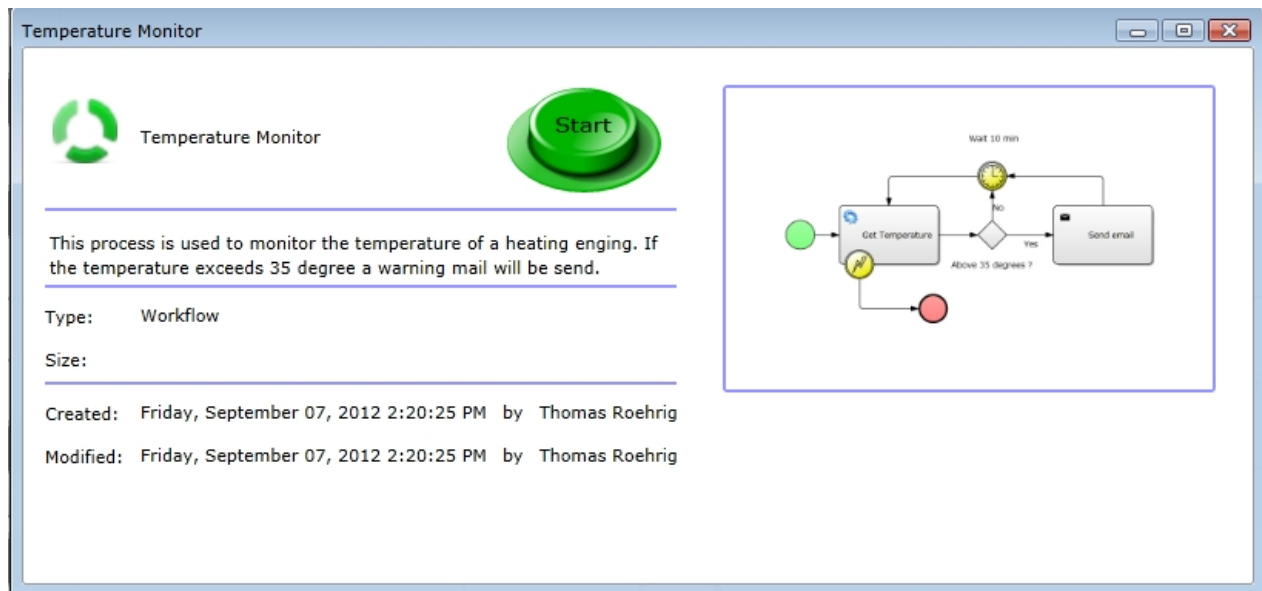 Temperature Monitor
Temperature Monitor
Start
This process is used to monitor the temperature of a heating enging. If
the temperature exceeds 35 degree a warning mail will be send.
Type: Workflow
Size:
Created: Friday, September 07, 2012 2:20:25 PM by Thomas Roehrig
Modified: Friday, September 07, 2012 2:20:25 PM by Thomas Roehrig
Wait 10 min
No
Get Temperature
Yes
Send email
Above 35 degrees ?